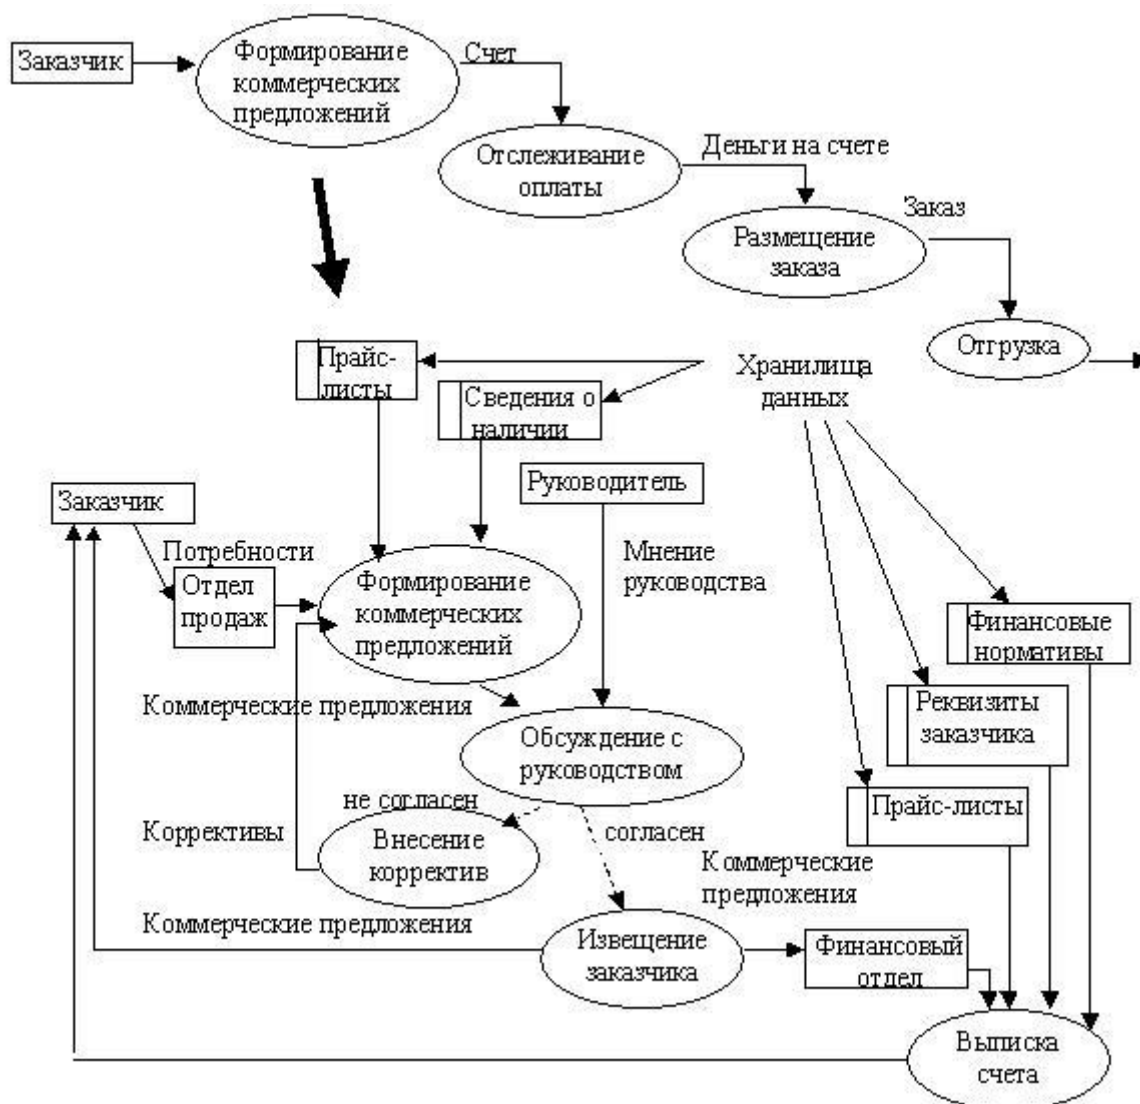 Заказчик
Формирование
коммерческих
предложений
Счет
Отслеживание
оплаты
Деньги на счете
Размещение
заказа
Заказ
Отгрузка
Прайс-
листы
Сведения о
наличии
Хранилища
данных
Руководитель
Заказчик
Потребности
Отдел
продаж
Формирование
коммерческих
предложений
Мнение
руководства
Финансовые
нормативы
Коммерческие предложения
Реквизиты
заказчика
Обсуждение с
руководством
Прайс-листы
не согласен
согласен
Коррективы
Внесение
корректив
Коммерческие
предложения
Коммерческие предложения
Извещение
заказчика
Финансовый
отдел
Выписка
счета